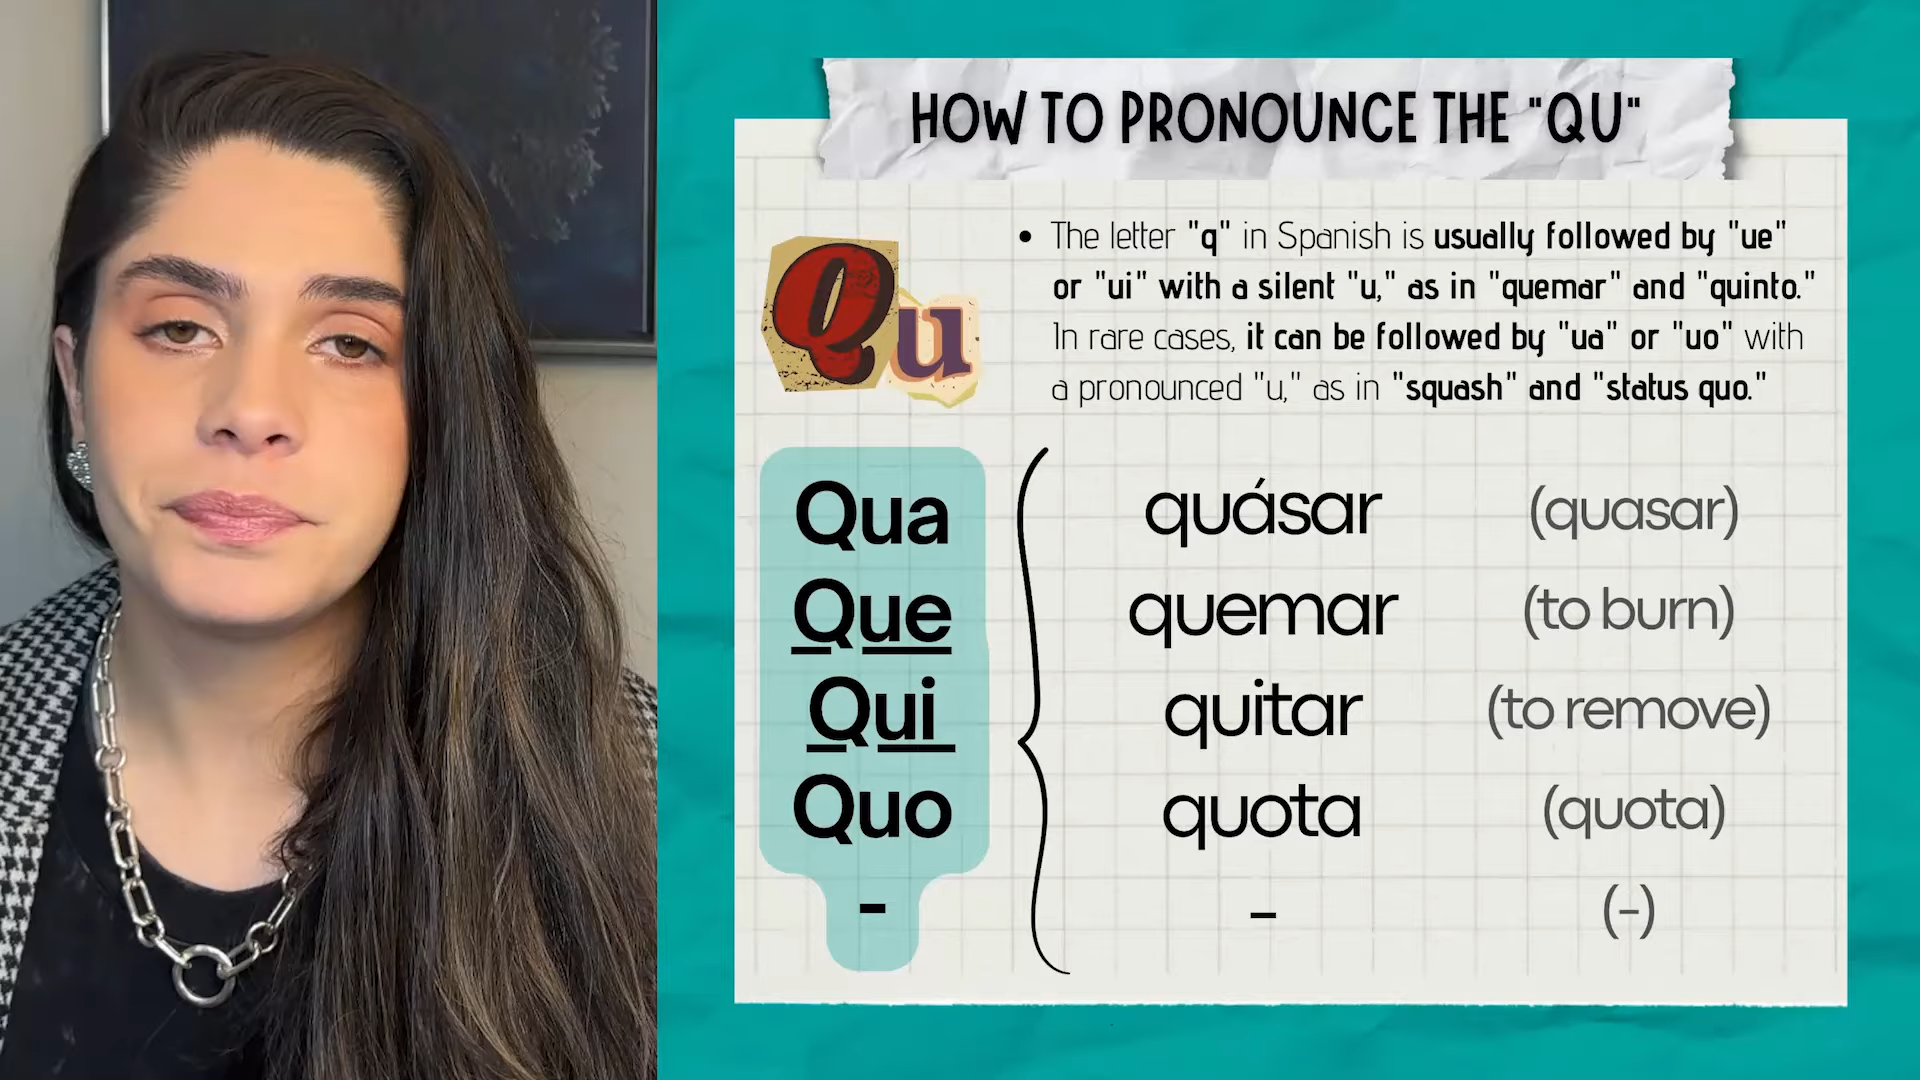 HOW TO PRONOUNCE THE "QU"
Qu
• The letter "q" in Spanish is usually followed by "ue"
or "ui" with a silent "u," as in "quemar" and "quinto."
In rare cases, it can be followed by "ua" or "uo" with
a pronounced "u," as in "squash" and "status quo."
Qua quásar (quasar)
Que quemar (to burn)
Qui quitar (to remove)
Quo quota (quota)
- - (-)